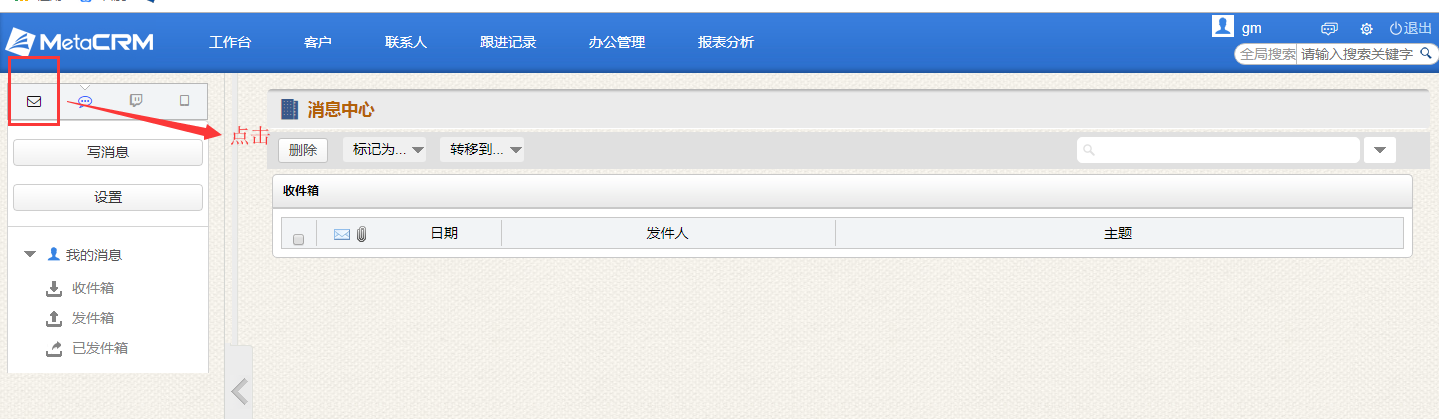 MetaCRM
工作台
客户
联系人
跟进记录
办公管理
报表分析
gm
退出
全局搜索
请输入搜索关键字
点击
写消息
设置
我的消息
收件箱
发件箱
已发件箱
消息中心
删除
标记为...
转移到...
收件箱
日期
发件人
主题